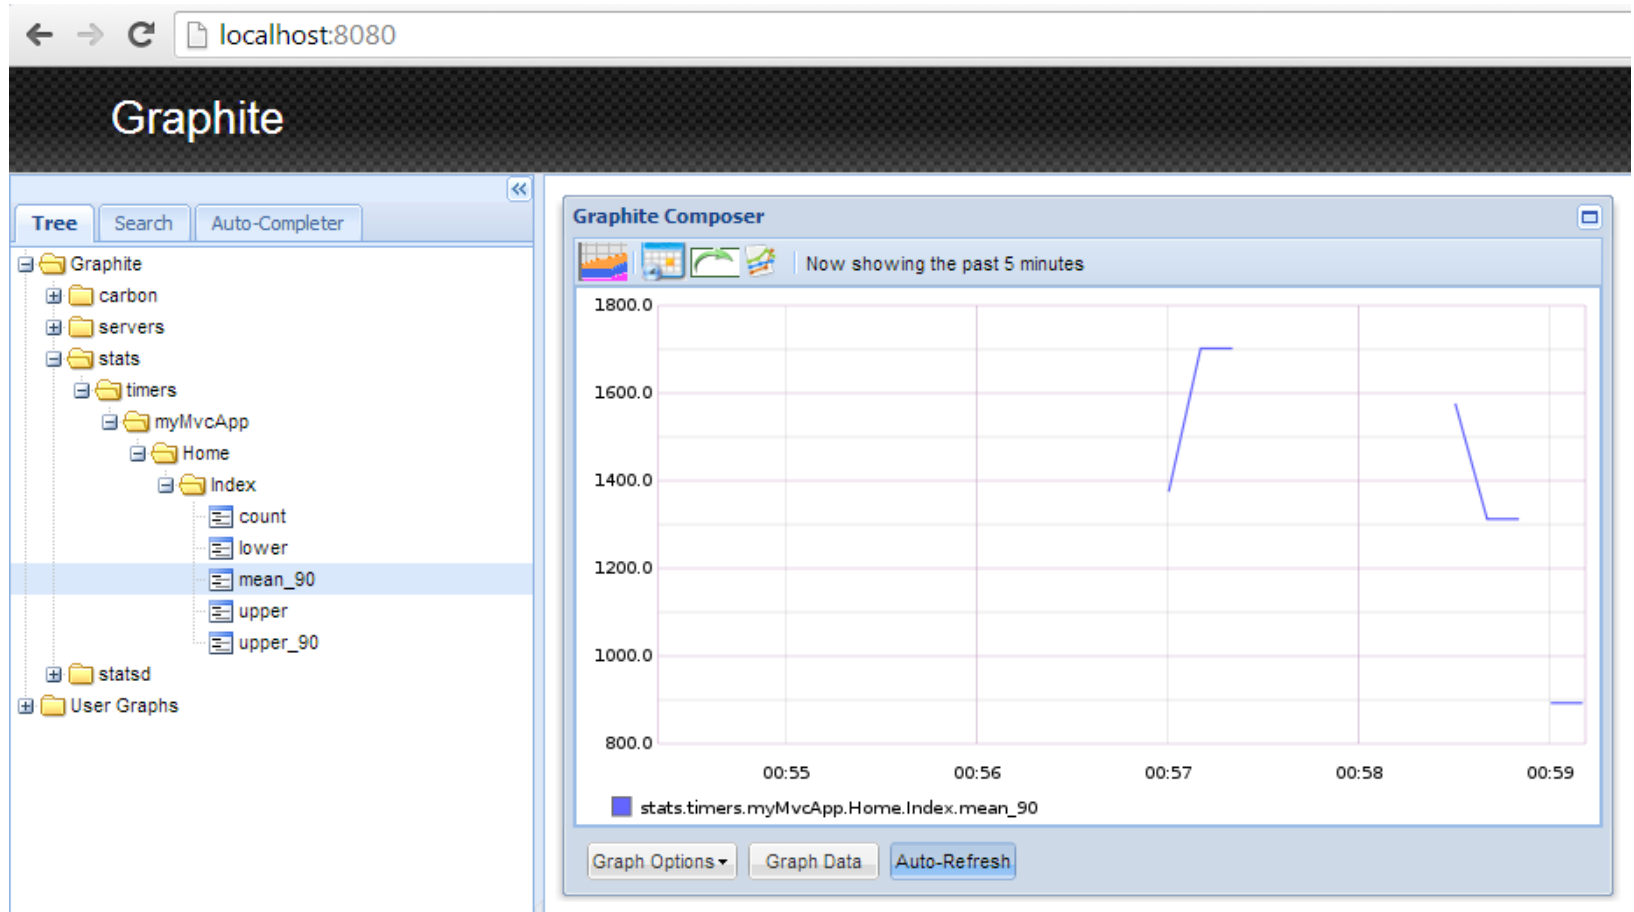 localhost:8080
Graphite
Tree Search Auto-Completer
Graphite
carbon
servers
stats
timers
myMvcApp
Home
Index
count
lower
mean_90
upper
upper_90
statsd
User Graphs
Graphite Composer
Now showing the past 5 minutes
1800.0
1600.0
1400.0
1200.0
1000.0
800.0
00:55 00:56 00:57 00:58 00:59
stats.timers.myMvcApp.Home.Index.mean_90
Graph Options Graph Data Auto-Refresh